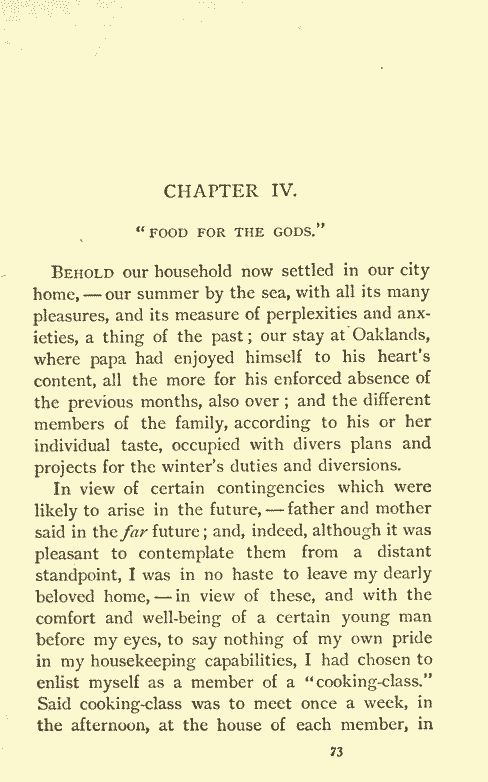 CHAPTER IV.
"FOOD FOR THE GODS."
BEHOLD our household now settled in our city
home,—our summer by the sea, with all its many
pleasures, and its measure of perplexities and anx-
ieties, a thing of the past; our stay at Oaklands,
where papa had enjoyed himself to his heart's
content, all the more for his enforced absence of
the previous months, also over; and the different
members of the family, according to his or her
individual taste, occupied with divers plans and
projects for the winter's duties and diversions.
In view of certain contingencies which were
likely to arise in the future,—father and mother
said in the far future; and, indeed, although it was
pleasant to contemplate them from a distant
standpoint, I was in no haste to leave my dearly
beloved home,—in view of these, and with the
comfort and well-being of a certain young man
before my eyes, to say nothing of my own pride
in my housekeeping capabilities, I had chosen to
enlist myself as a member of a "cooking-class."
Said cooking-class was to meet once a week, in
the afternoon, at the house of each member, in
73